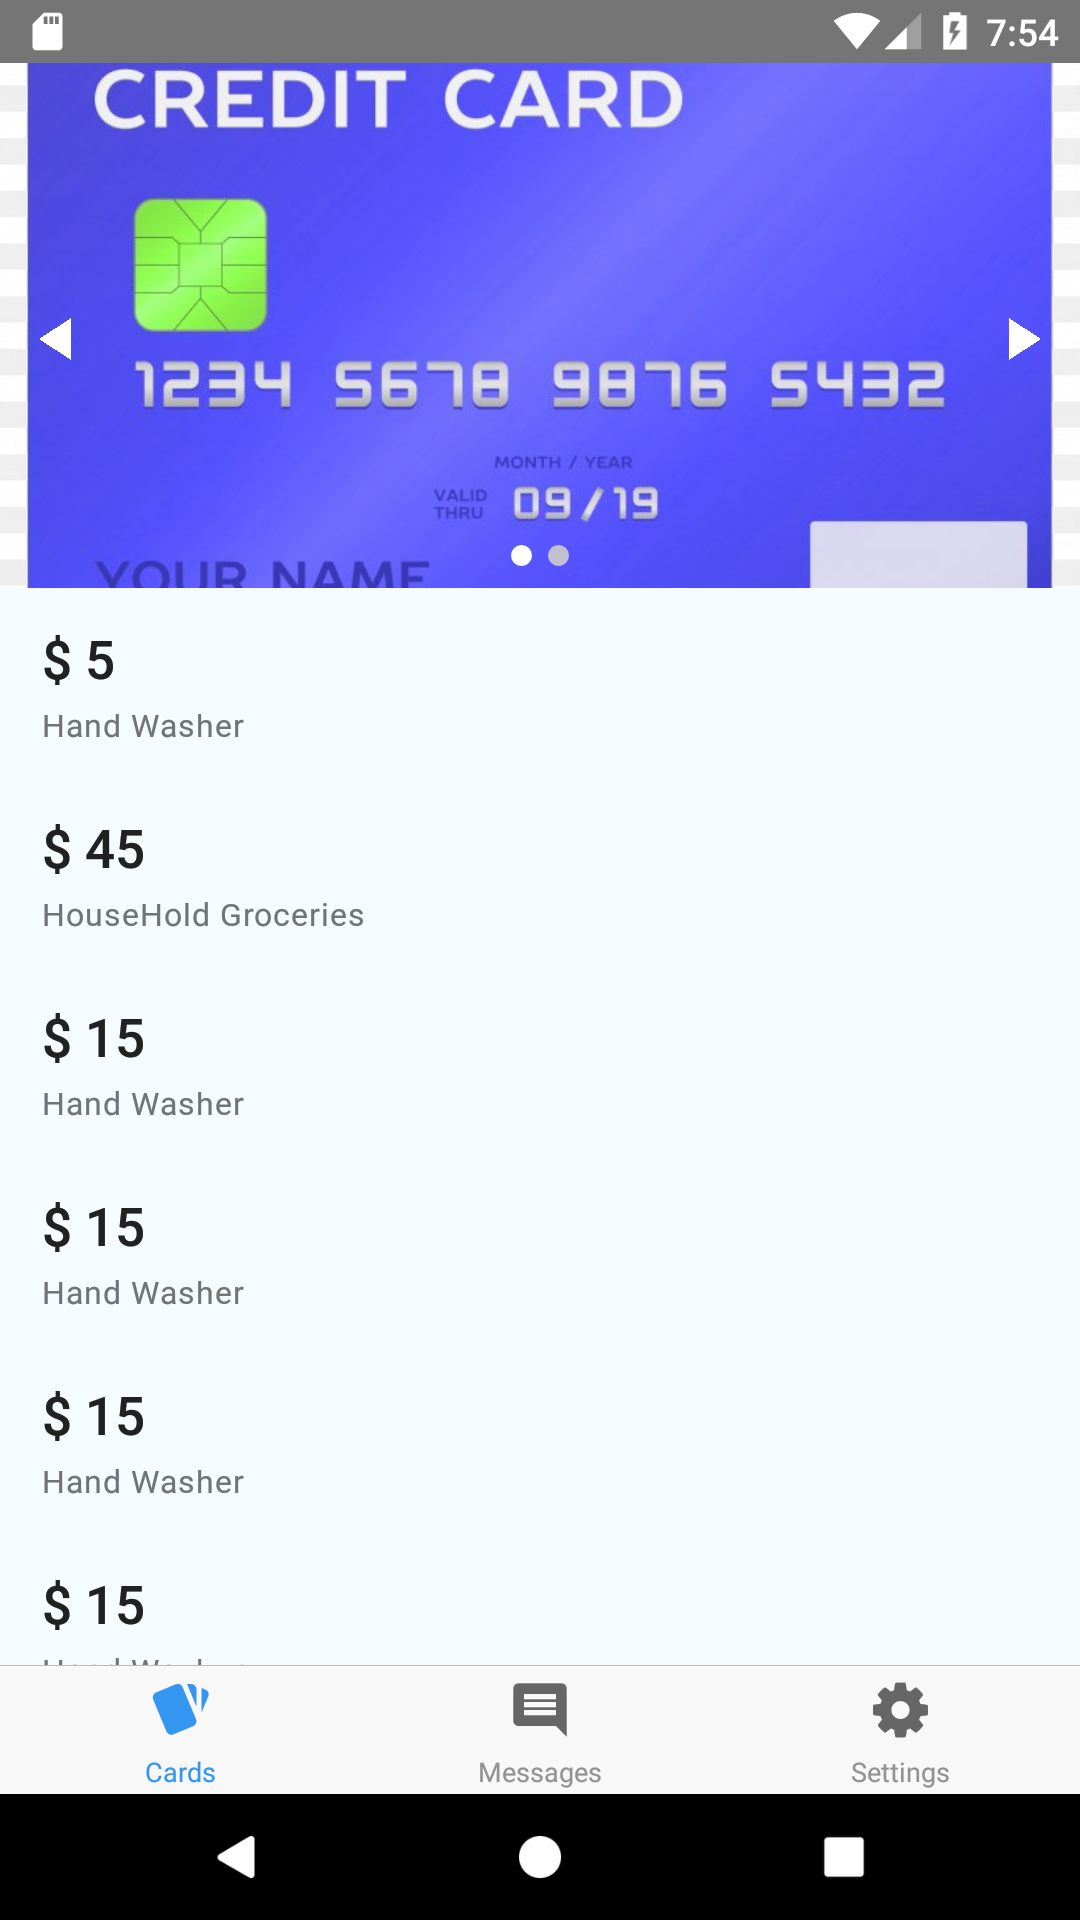 7:54
CREDIT CARD
1234 5678 9876 5432
MONTH / YEAR
VALID THRU 09/19
YOUR NAME
$ 5
Hand Washer
$ 45
HouseHold Groceries
$ 15
Hand Washer
$ 15
Hand Washer
$ 15
Hand Washer
$ 15
Cards
Messages
Settings